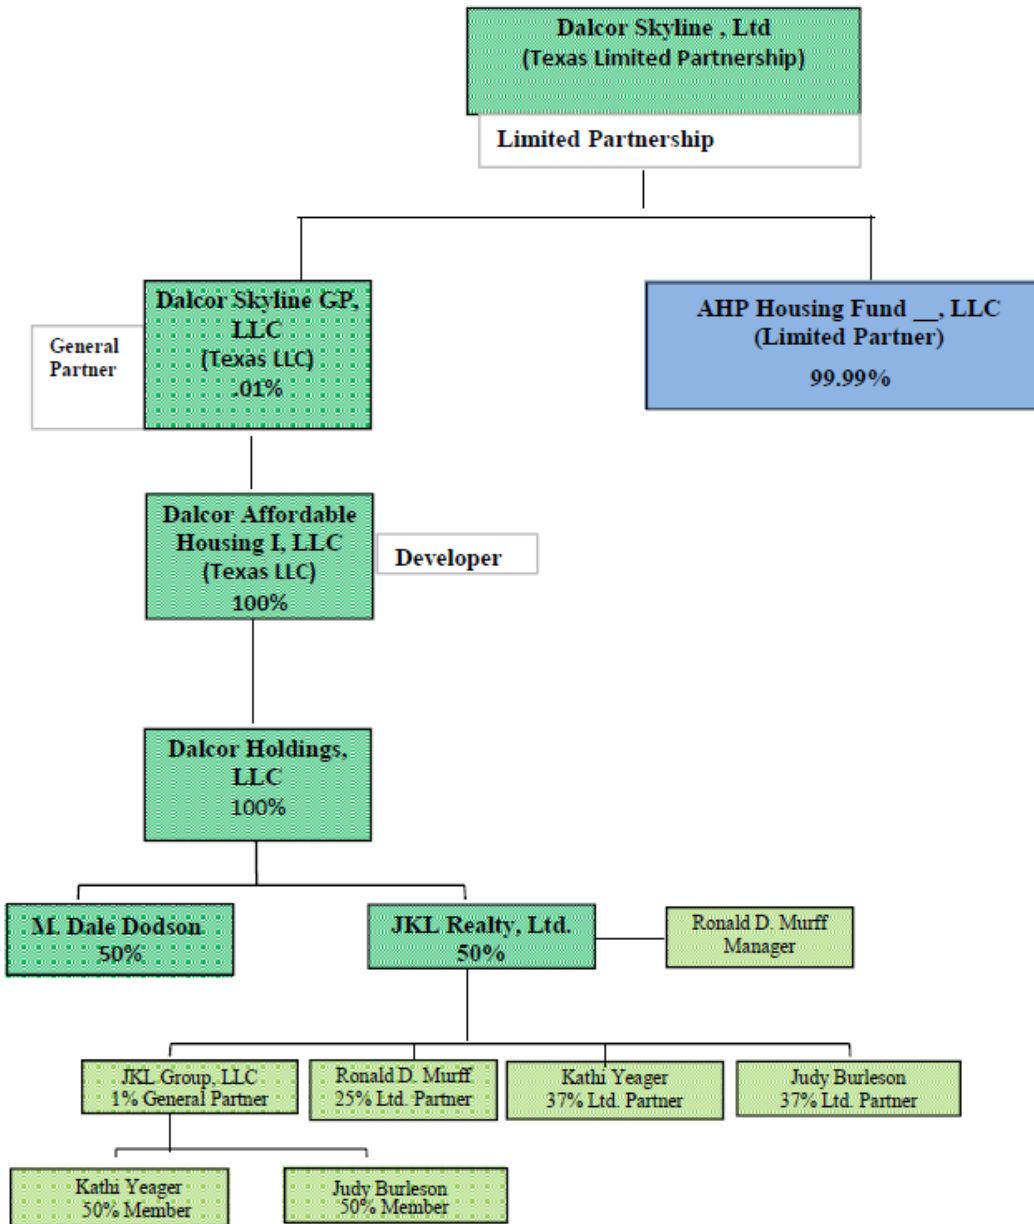 Dalcor Skyline , Ltd
(Texas Limited Partnership)
Limited Partnership
General
Partner
Dalcor Skyline GP,
LLC
(Texas LLC)
.01%
AHP Housing Fund __, LLC
(Limited Partner)
99.99%
Dalcor Affordable
Housing I, LLC
(Texas LLC)
100%
Developer
Dalcor Holdings,
LLC
100%
M. Dale Dodson
50%
JKL Realty, Ltd.
50%
Ronald D. Murff
Manager
JKL Group, LLC
1% General Partner
Ronald D. Murff
25% Ltd. Partner
Kathi Yeager
37% Ltd. Partner
Judy Burleson
37% Ltd. Partner
Kathi Yeager
50% Member
Judy Burleson
50% Member